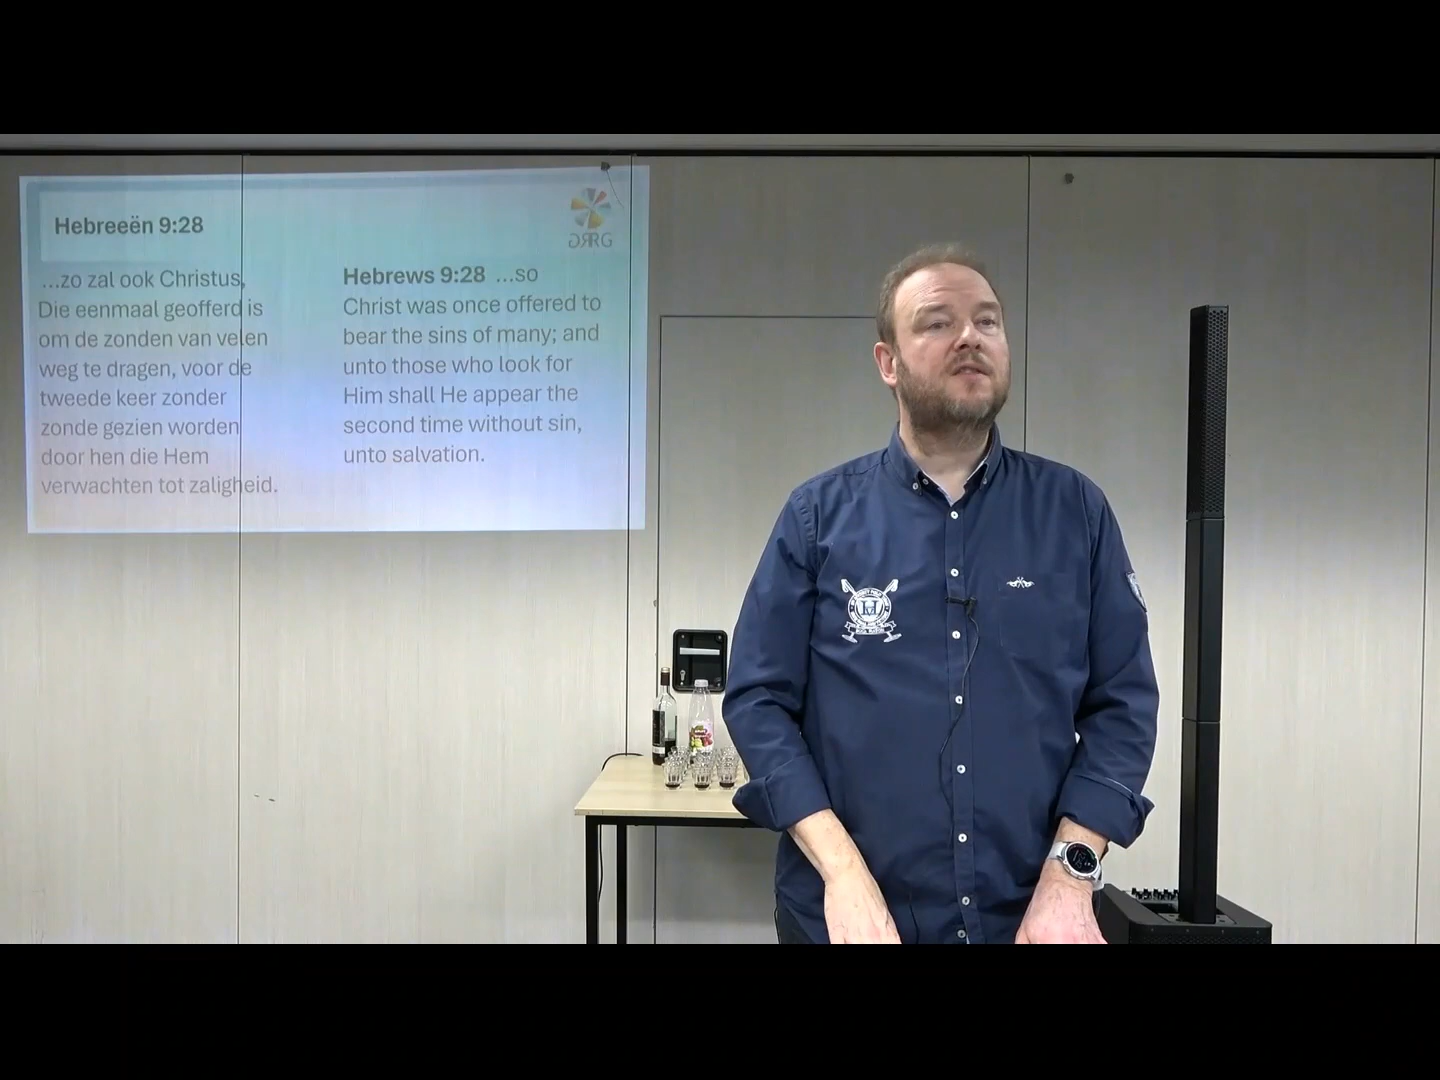 Hebreeën 9:28
...zo zal ook Christus,
Die eenmaal geofferd is
om de zonden van velen
weg te dragen, voor de
tweede keer zonder
zonde gezien worden
door hen die Hem
verwachten tot zaligheid.
GRRG
Hebrews 9:28 ...so
Christ was once offered to
bear the sins of many; and
unto those who look for
Him shall He appear the
second time without sin,
unto salvation.